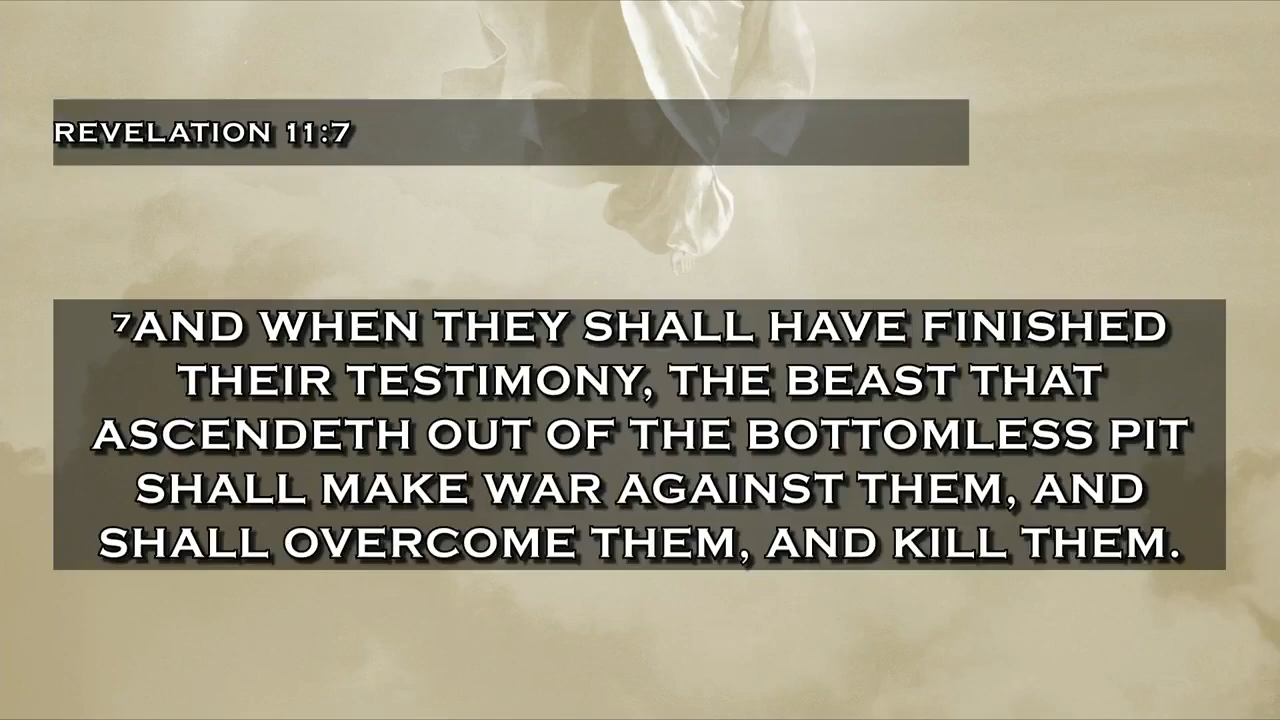 REVELATION 11:7
⁷AND WHEN THEY SHALL HAVE FINISHED
THEIR TESTIMONY, THE BEAST THAT
ASCENDETH OUT OF THE BOTTOMLESS PIT
SHALL MAKE WAR AGAINST THEM, AND
SHALL OVERCOME THEM, AND KILL THEM.